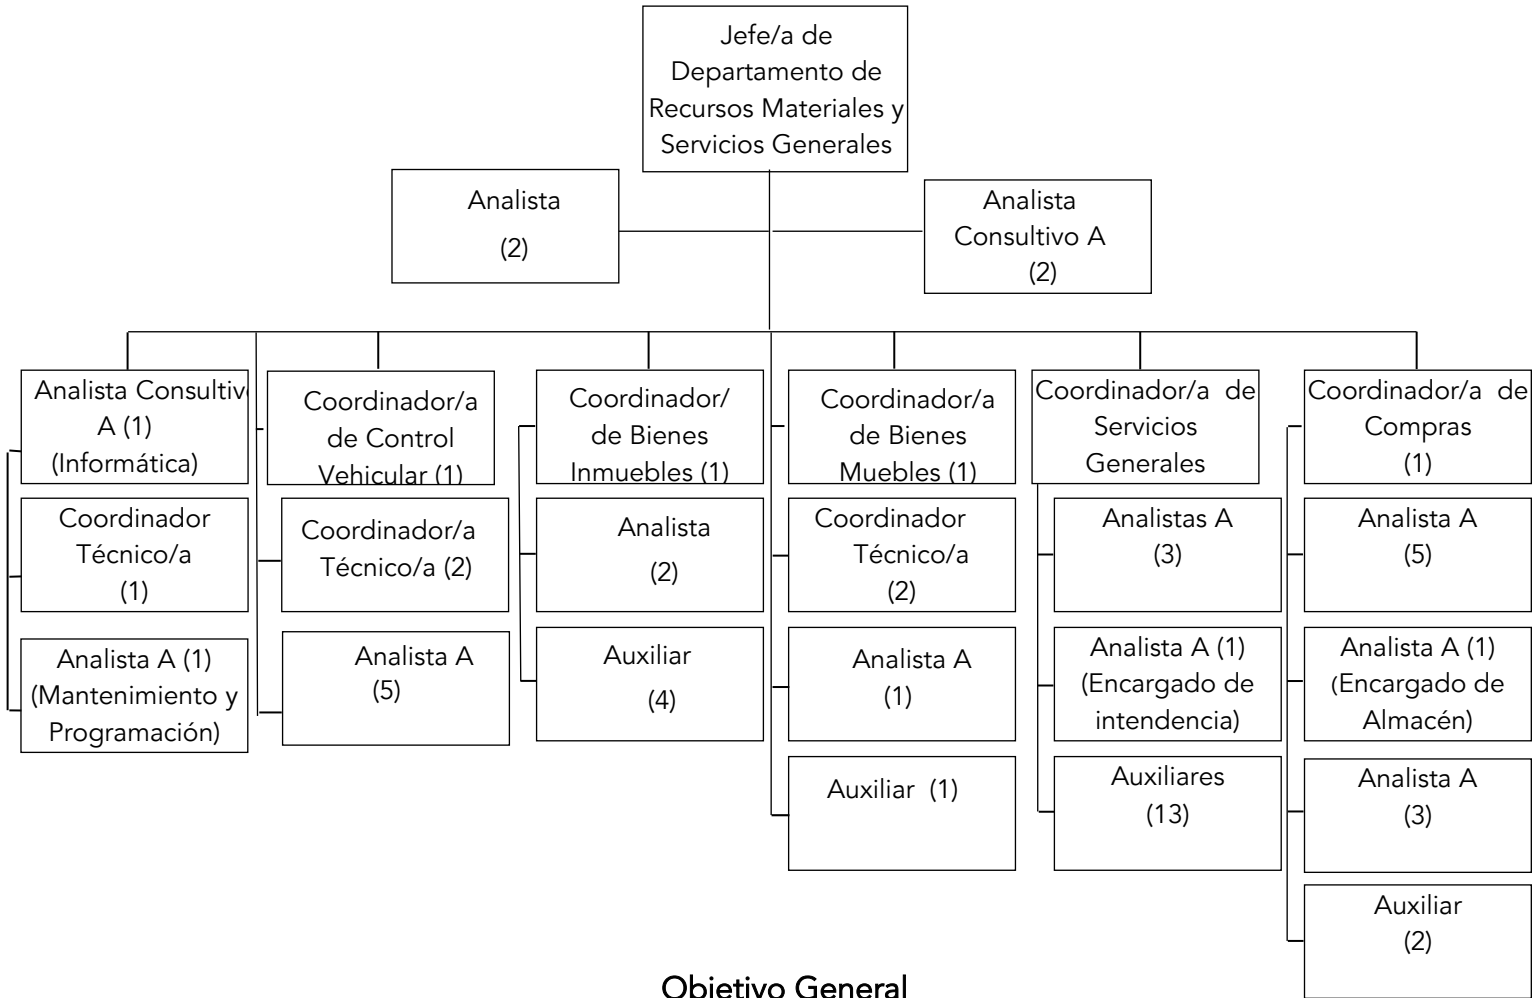 Jefe/a de
Departamento de
Recursos Materiales y
Servicios Generales
Analista
(2)
Analista
Consultivo A
(2)
Analista Consultivo
A (1)
(Informática)
Coordinador
Técnico/a
(1)
Analista A (1)
(Mantenimiento y
Programación)
Coordinador/a
de Control
Vehicular (1)
Coordinador/a
Técnico/a (2)
Analista A
(5)
Coordinador/
de Bienes
Inmuebles (1)
Analista
(2)
Auxiliar
(4)
Coordinador/a
de Bienes
Muebles (1)
Coordinador
Técnico/a
(2)
Analista A
(1)
Auxiliar (1)
Coordinador/a de
Servicios
Generales
Analistas A
(3)
Analista A (1)
(Encargado de
intendencia)
Auxiliares
(13)
Coordinador/a de
Compras
(1)
Analista A
(5)
Analista A (1)
(Encargado de
Almacén)
Analista A
(3)
Auxiliar
(2)
Objetivo General